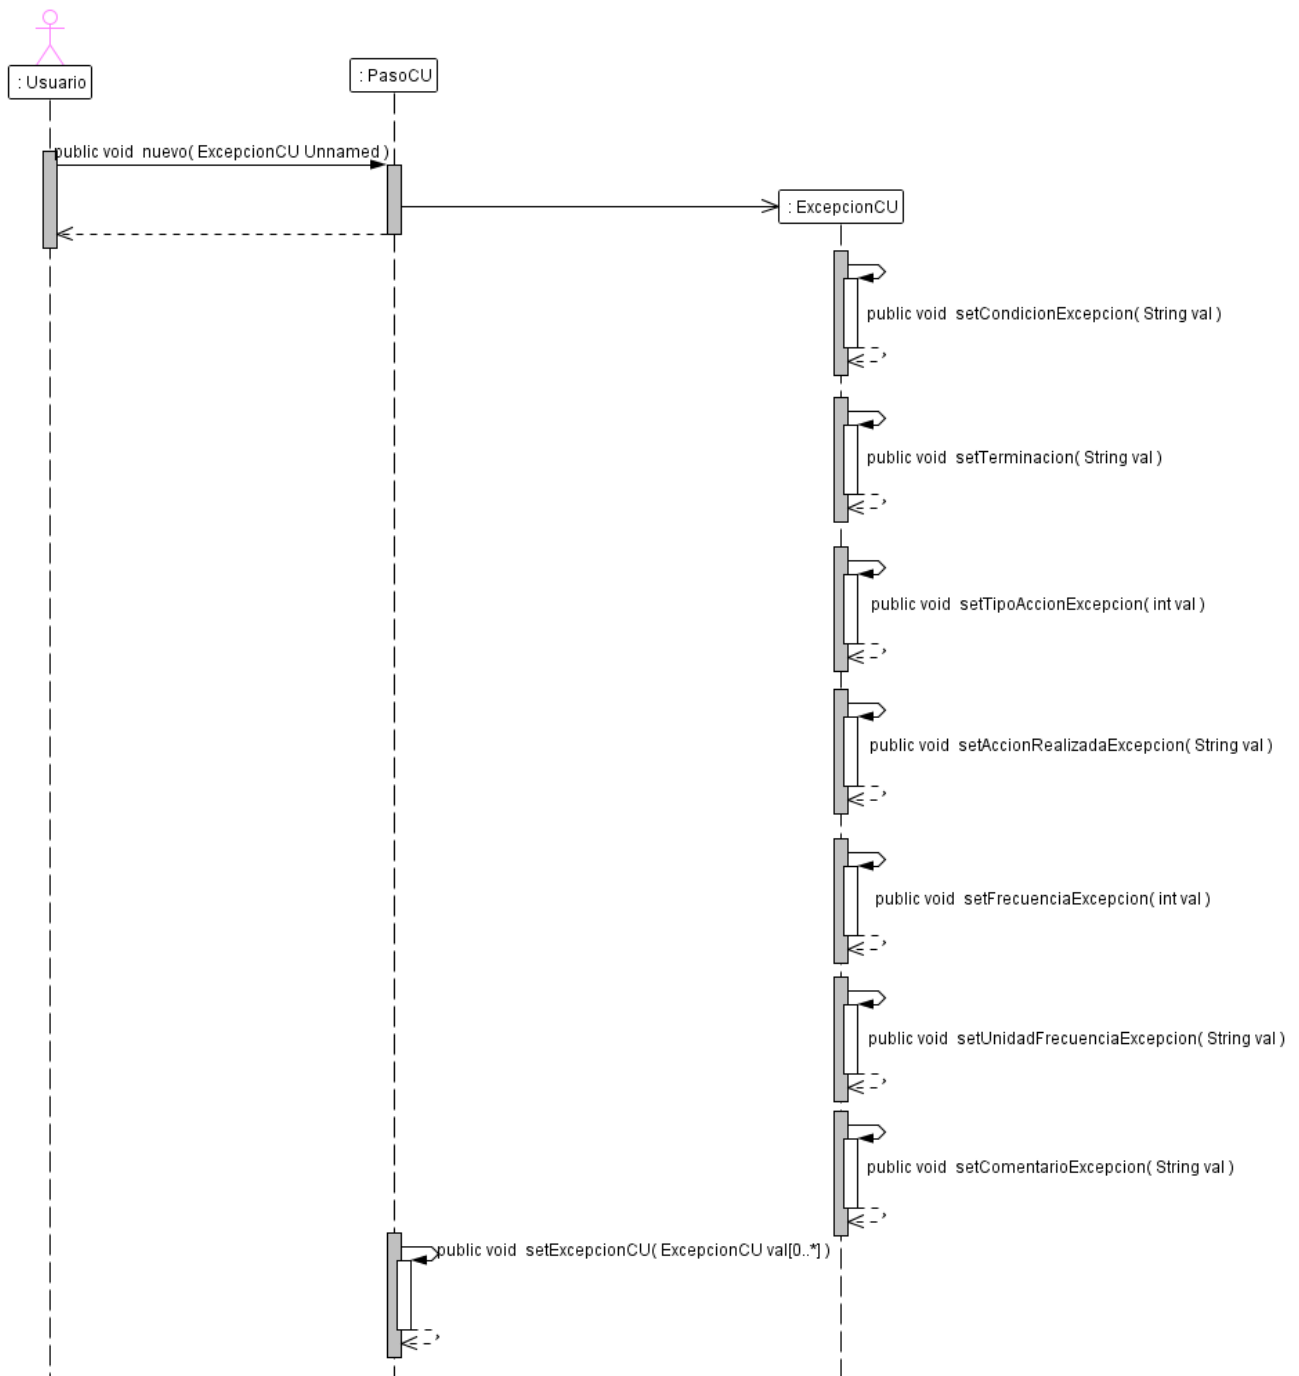 : Usuario
: PasoCU
public void nuevo( ExcepcionCU Unnamed )
: ExcepcionCU
public void setCondicionExcepcion( String val )
public void setTerminacion( String val )
public void setTipoAccionExcepcion( int val )
public void setAccionRealizadaExcepcion( String val )
public void setFrecuenciaExcepcion( int val )
public void setUnidadFrecuenciaExcepcion( String val )
public void setComentarioExcepcion( String val )
public void setExcepcionCU( ExcepcionCU val[0..*] )